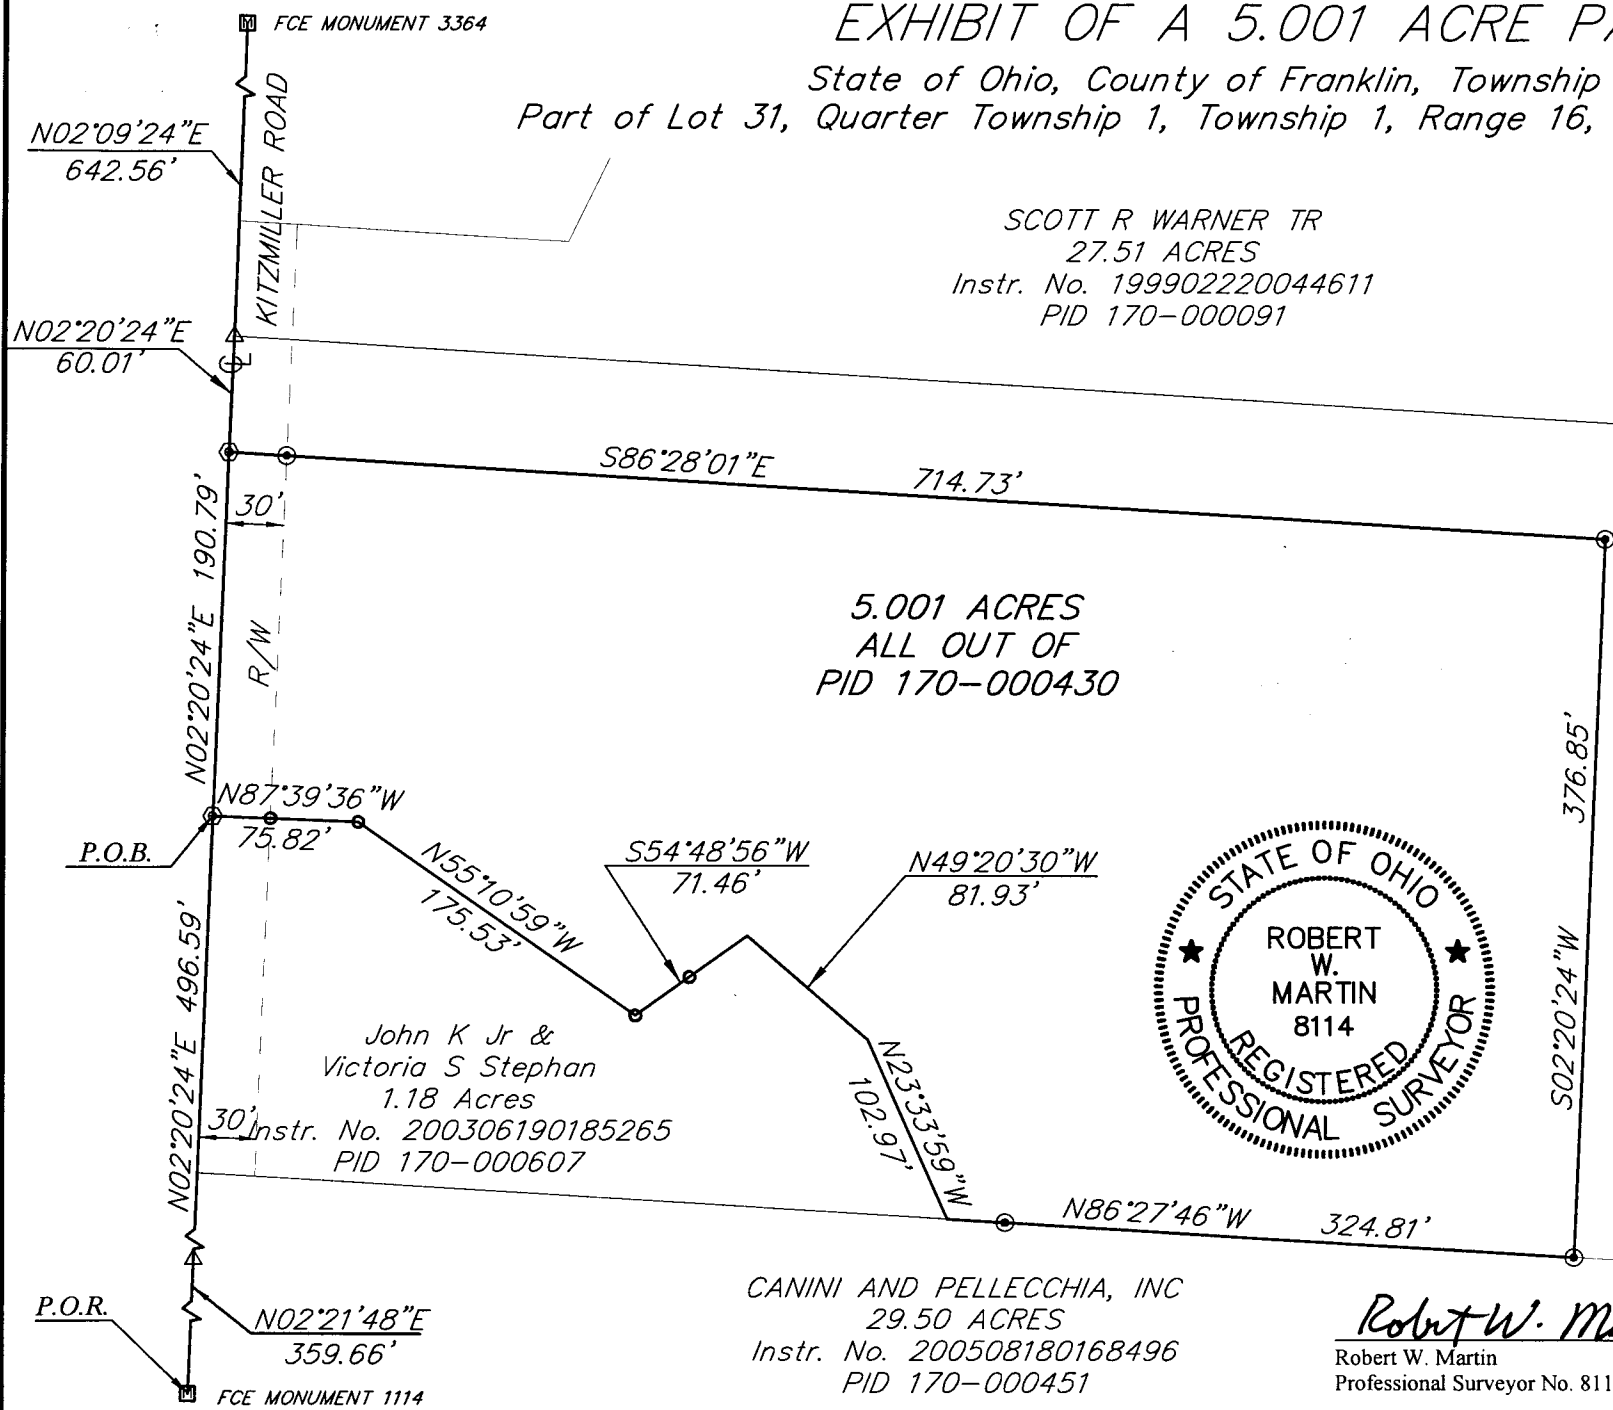 FCE MONUMENT 3364
EXHIBIT OF A 5.001 ACRE
State of Ohio, County of Franklin, Township
Part of Lot 31, Quarter Township 1, Township 1, Range 16,
N02°09'24"E
642.56'
KITZMILLER ROAD
SCOTT R WARNER TR
27.51 ACRES
Instr. No. 199902220044611
PID 170-000091
N02°20'24"E
60.01'
CL
S86°28'01"E 714.73'
30'
N02°20'24"E 190.79'
R/W
5.001 ACRES
ALL OUT OF
PID 170-000430
376.85'
S02°20'24"W
N87°39'36"W
75.82'
P.O.B.
N55°10'59"W
175.53'
S54°48'56"W
71.46'
N49°20'30"W
81.93'
STATE OF OHIO
ROBERT
W.
MARTIN
8114
REGISTERED
PROFESSIONAL SURVEYOR
N02°20'24"E 496.59'
John K Jr &
Victoria S Stephan
1.18 Acres
Instr. No. 200306190185265
PID 170-000607
30'
N23°33'59"W
102.97'
N86°27'46"W 324.81'
P.O.R.
N02°21'48"E
359.66'
FCE MONUMENT 1114
CANINI AND PELLECCHIA, INC
29.50 ACRES
Instr. No. 200508180168496
PID 170-000451
Robert W.
Robert W. Martin
Professional Surveyor No. 811